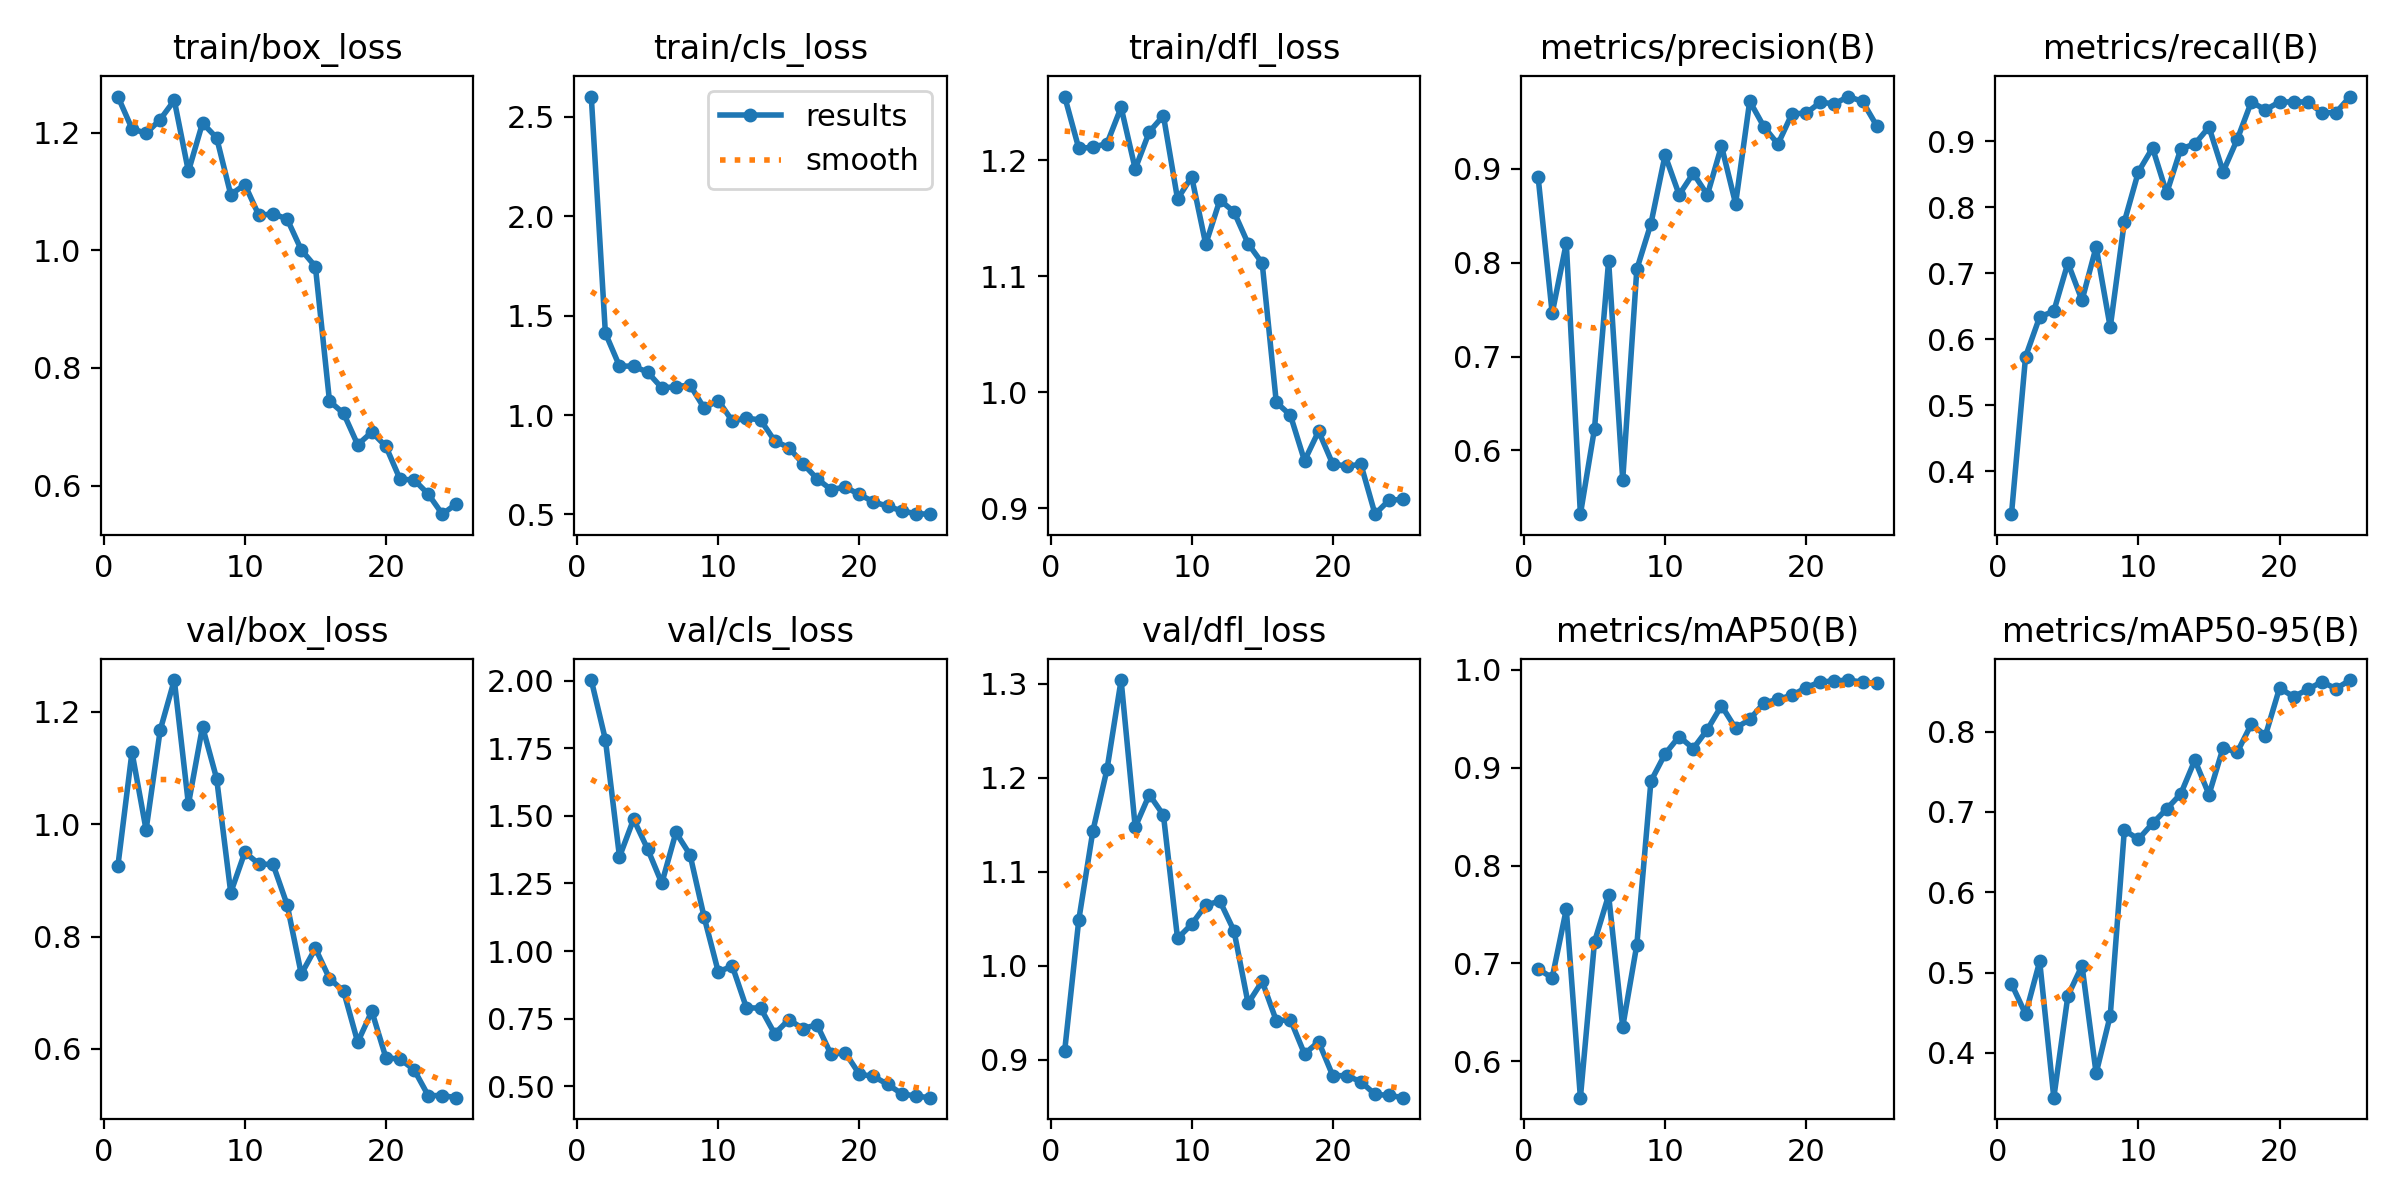 train/box_loss
train/cls_loss
train/dfl_loss
metrics/precision(B)
metrics/recall(B)
results
smooth
1.2
1.0
0.8
0.6
0 10 20
2.5
2.0
1.5
1.0
0.5
0 10 20
1.2
1.1
1.0
0.9
0 10 20
0.9
0.8
0.7
0.6
0 10 20
0.9
0.8
0.7
0.6
0.5
0.4
0 10 20
val/box_loss
val/cls_loss
val/dfl_loss
metrics/mAP50(B)
metrics/mAP50-95(B)
1.2
1.0
0.8
0.6
0 10 20
2.00
1.75
1.50
1.25
1.00
0.75
0.50
0 10 20
1.3
1.2
1.1
1.0
0.9
0 10 20
1.0
0.9
0.8
0.7
0.6
0 10 20
0.8
0.7
0.6
0.5
0.4
0 10 20